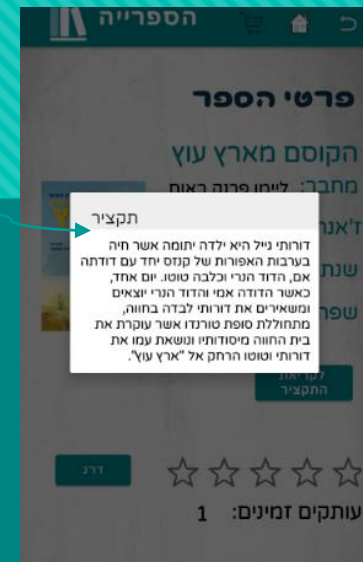 הספרייה
פרטי הספר
הקוסם מארץ עוץ
מחבר: ליימן פרנק באום
ז'אנר
שנת
שפר
תקציר
דורותי גייל היא ילדה יתומה אשר חיה
בערבות האפורות של קנזס יחד עם דודתה
אם, הדוד הנרי וכלבה טוטו. יום אחד,
כאשר הדודה אמי והדוד הנרי יוצאים
ומשאירים את דורותי לבדה בחווה,
מתחוללת סופת טורנדו אשר עוקרת את
בית החווה מיסודותיו ונושאת עמו את
דורותי וטוטו הרחק אל "ארץ עוץ".
לקריאת
התקציר
דרג
עותקים זמינים: 1